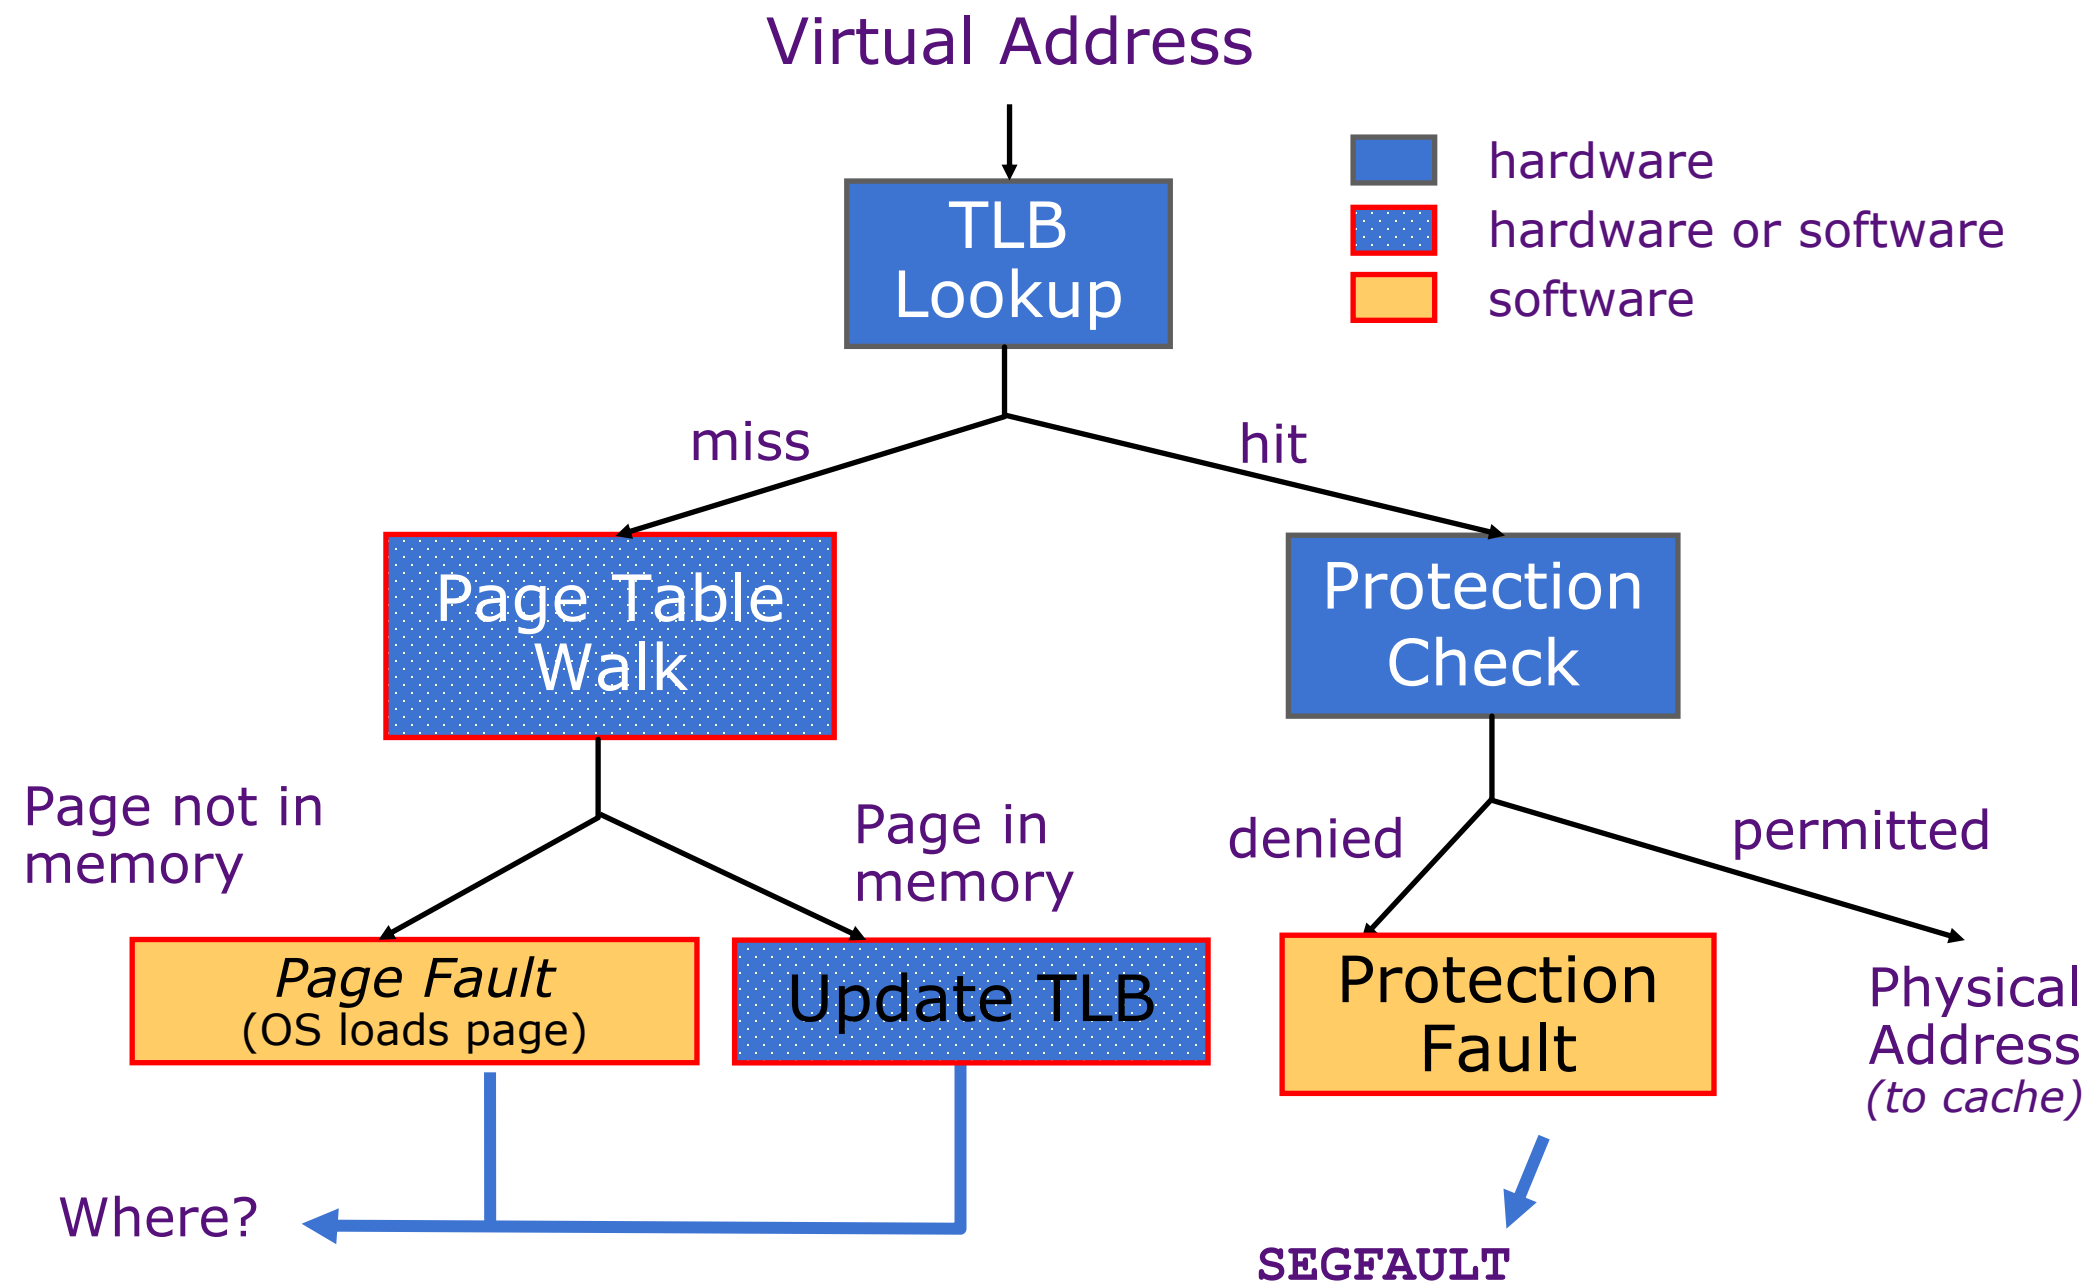 Virtual Address
hardware
hardware or software
software
TLB
Lookup
miss
hit
Page Table
Walk
Protection
Check
Page not in
memory
Page in
memory
denied
permitted
Page Fault
(OS loads page)
Update TLB
Protection
Fault
Physical
Address
(to cache)
Where?
SEGFAULT